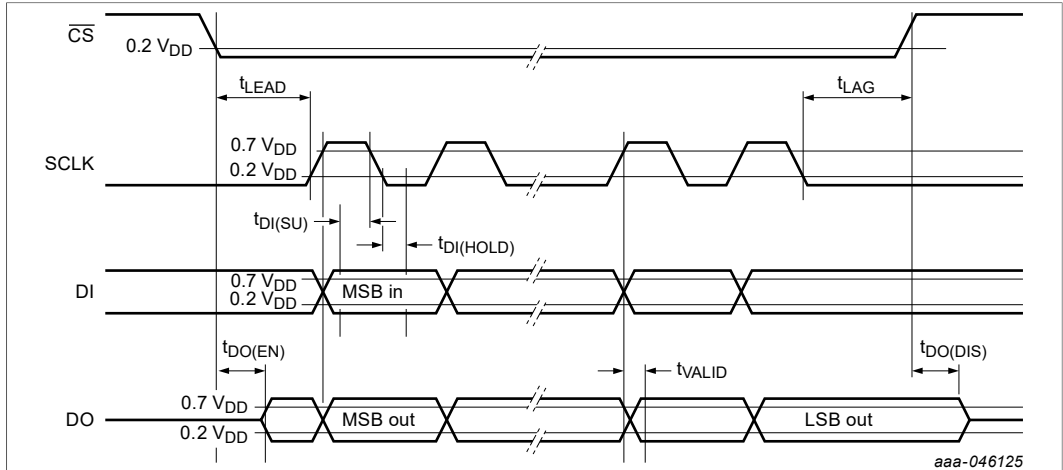 CS
0.2 VDD
tLEAD
tLAG
SCLK
0.7 VDD
0.2 VDD
tDI(SU)
tDI(HOLD)
DI
0.7 VDD
0.2 VDD
MSB in
tDO(EN)
tVALID
tDO(DIS)
DO
0.7 VDD
0.2 VDD
MSB out
LSB out
aaa-046125